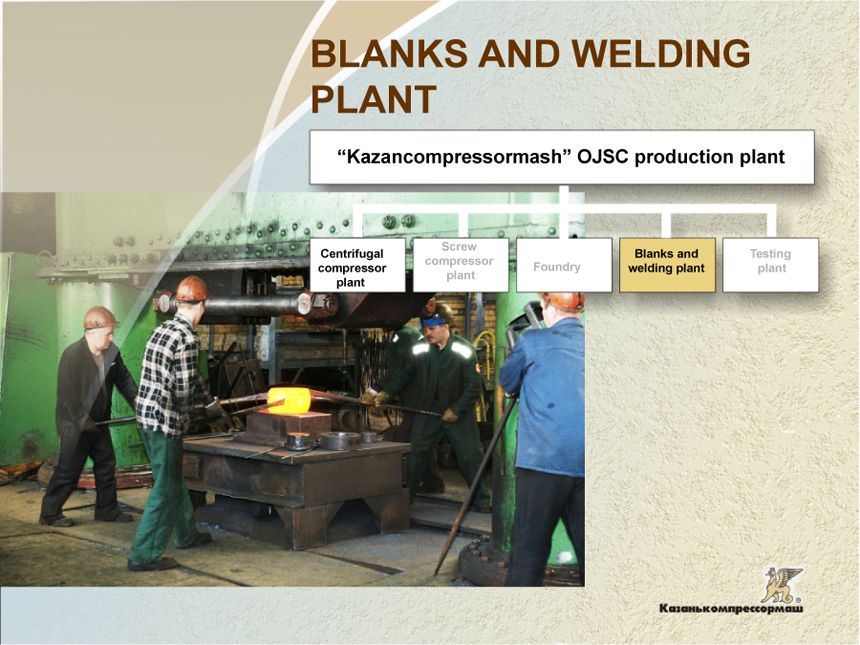 BLANKS AND WELDING
PLANT
“Kazancompressormash” OJSC production plant
Centrifugal
compressor
plant
Screw
compressor
plant
Foundry
Blanks and
welding plant
Testing
plant
®
Казанькомпрессормаш